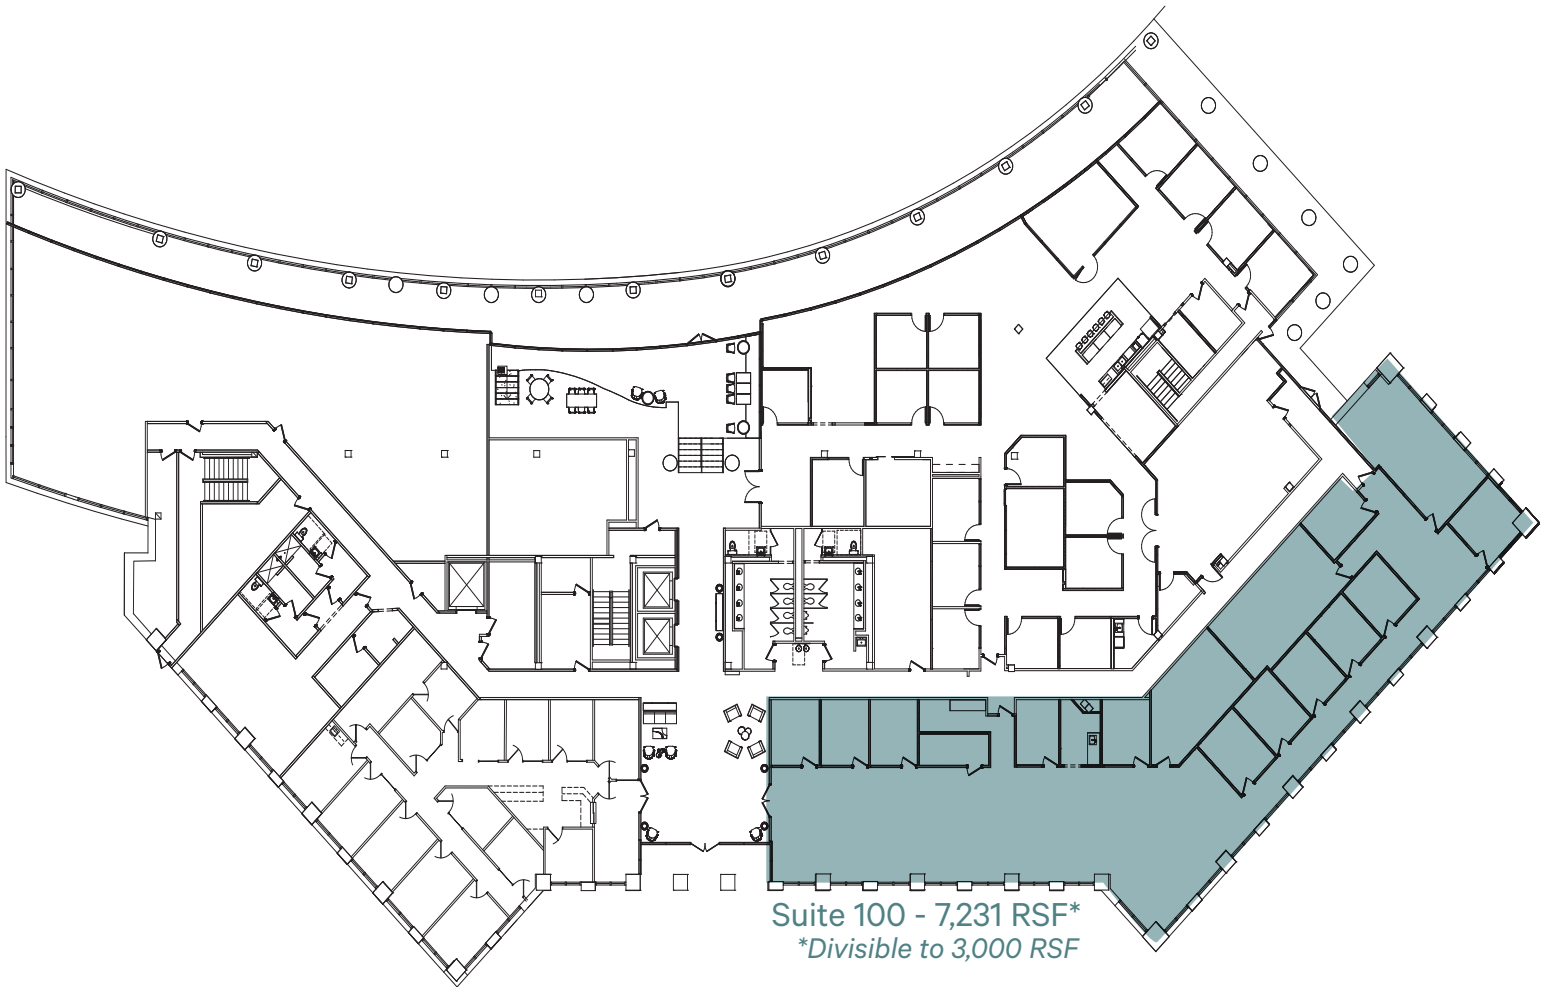 Suite 100 - 7,231 RSF*
*Divisible to 3,000 RSF